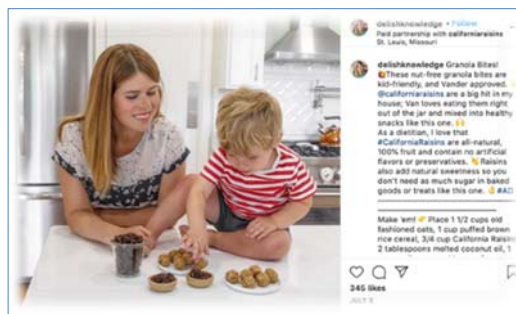 delishknowledge • Follow
Paid partnership with californiaraisins
St. Louis, Missouri
delishknowledge Granola Bites!
😋These nut-free granola bites are
kid-friendly, and Vander approved.
@californiaraisins are a big hit in my
house; Van loves eating them right
out of the jar and mixed into healthy
snacks like this one. 🙌
As a dietitian, I love that
#CaliforniaRaisins are all-natural,
100% fruit and contain no artificial
flavors or preservatives. 👏 Raisins
also add natural sweetness so you
don't need as much sugar in baked
goods or treats like this one. 👌 #AD
Make 'em! 👉 Place 1 1/2 cups old
fashioned oats, 1 cup puffed brown
rice cereal, 3/4 cup California Raisins
2 tablespoons melted coconut oil, 1
345 likes
JULY